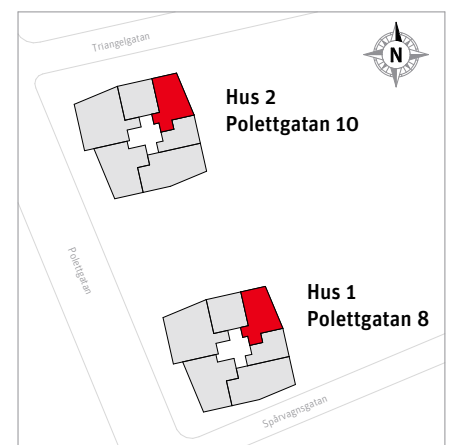 Triangelgatan
N
Hus 2
Polettgatan 10
Polettgatan
Hus 1
Polettgatan 8
Spårvagnsgatan